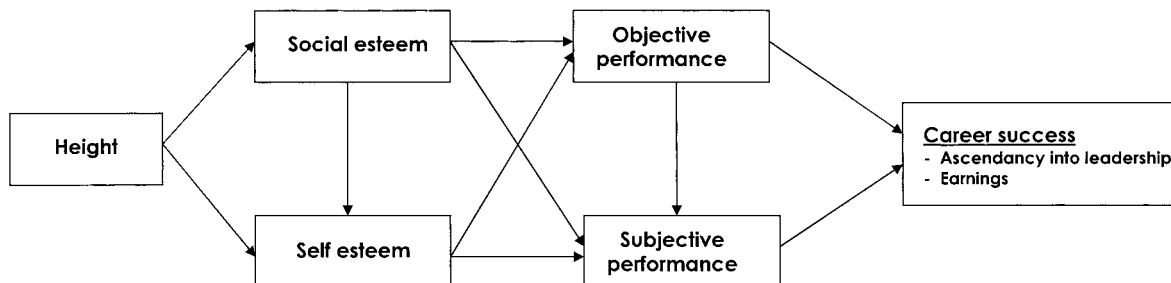 Height
Social esteem
Self esteem
Objective
performance
Subjective
performance
Career success
- Ascendancy into leadership
- Earnings